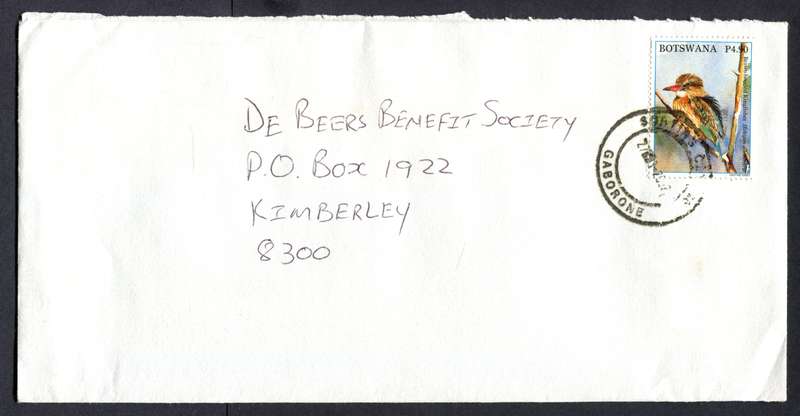 BOTSWANA P4.90
DE BEERS BENEFIT SOCIETY
P.O. BOX 1922
KIMBERLEY
8300
GABORONE